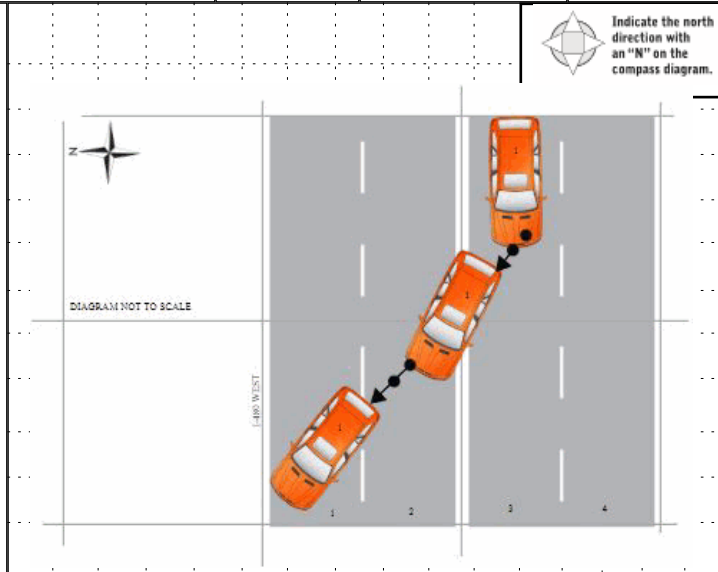 Indicate the north
direction with
an “N” on the
compass diagram.
N
1
DIAGRAM NOT TO SCALE
1
I-480 WEST
1
1
2
3
4